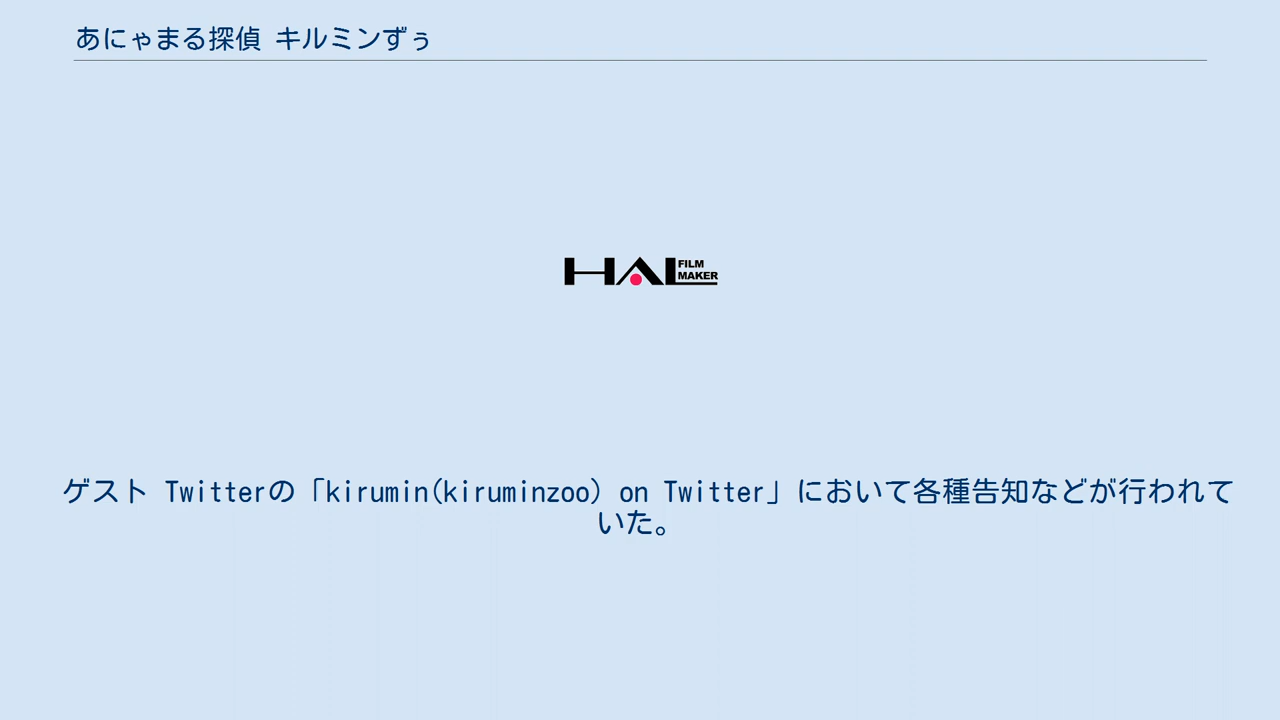 あにゃまる探偵 キルミンずぅ
HAL FILM
MAKER
ゲスト Twitterの「kirumin(kiruminzoo) on Twitter」において各種告知などが行われて
いた。